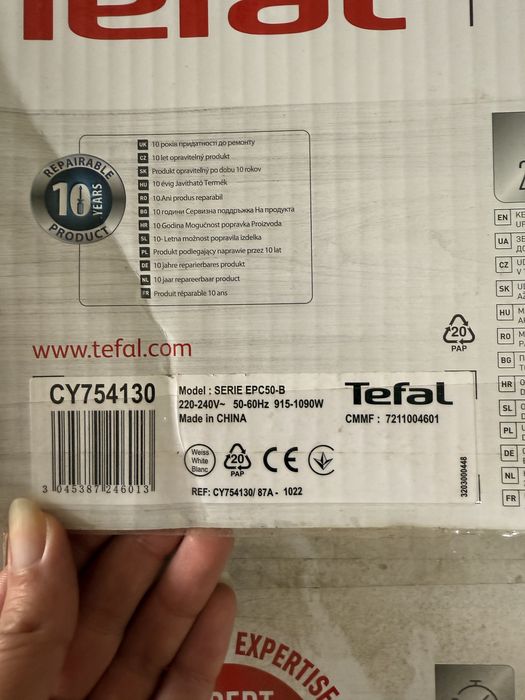 Tefal
REPAIRABLE
10 YEARS
PRODUCT
UK 10 років придатності до ремонту
CZ 10 let opravitelný produkt
SK Produkt opraviteľný po dobu 10 rokov
HU 10 évig Javítható Termék
RO 10.Ani produs reparabil
BG 10 години Сервизна поддръжка На продукта
HR 10.Godina Mogućnost popravka Proizvoda
SL 10- Letna možnost popravila izdelka
PL Produkt podlegający naprawie przez 10 lat
DE 10 Jahre reparierbares produkt
NL 10 jaar repareerbaar product
FR Produit réparable 10 ans
www.tefal.com
20
PAP
CY754130
3 045387 246013
Model : SERIE EPC50-B
220-240V~ 50-60Hz 915-1090W
Made in CHINA
Tefal
CMMF : 7211004601
Weiss
White
Blanc
20
PAP
CE
REF: CY754130/ 87A - 1022
3203000448
EN
UA
CZ
SK
HU
RO
BG
HR
SL
PL
DE
NL
FR
EXPERTISE